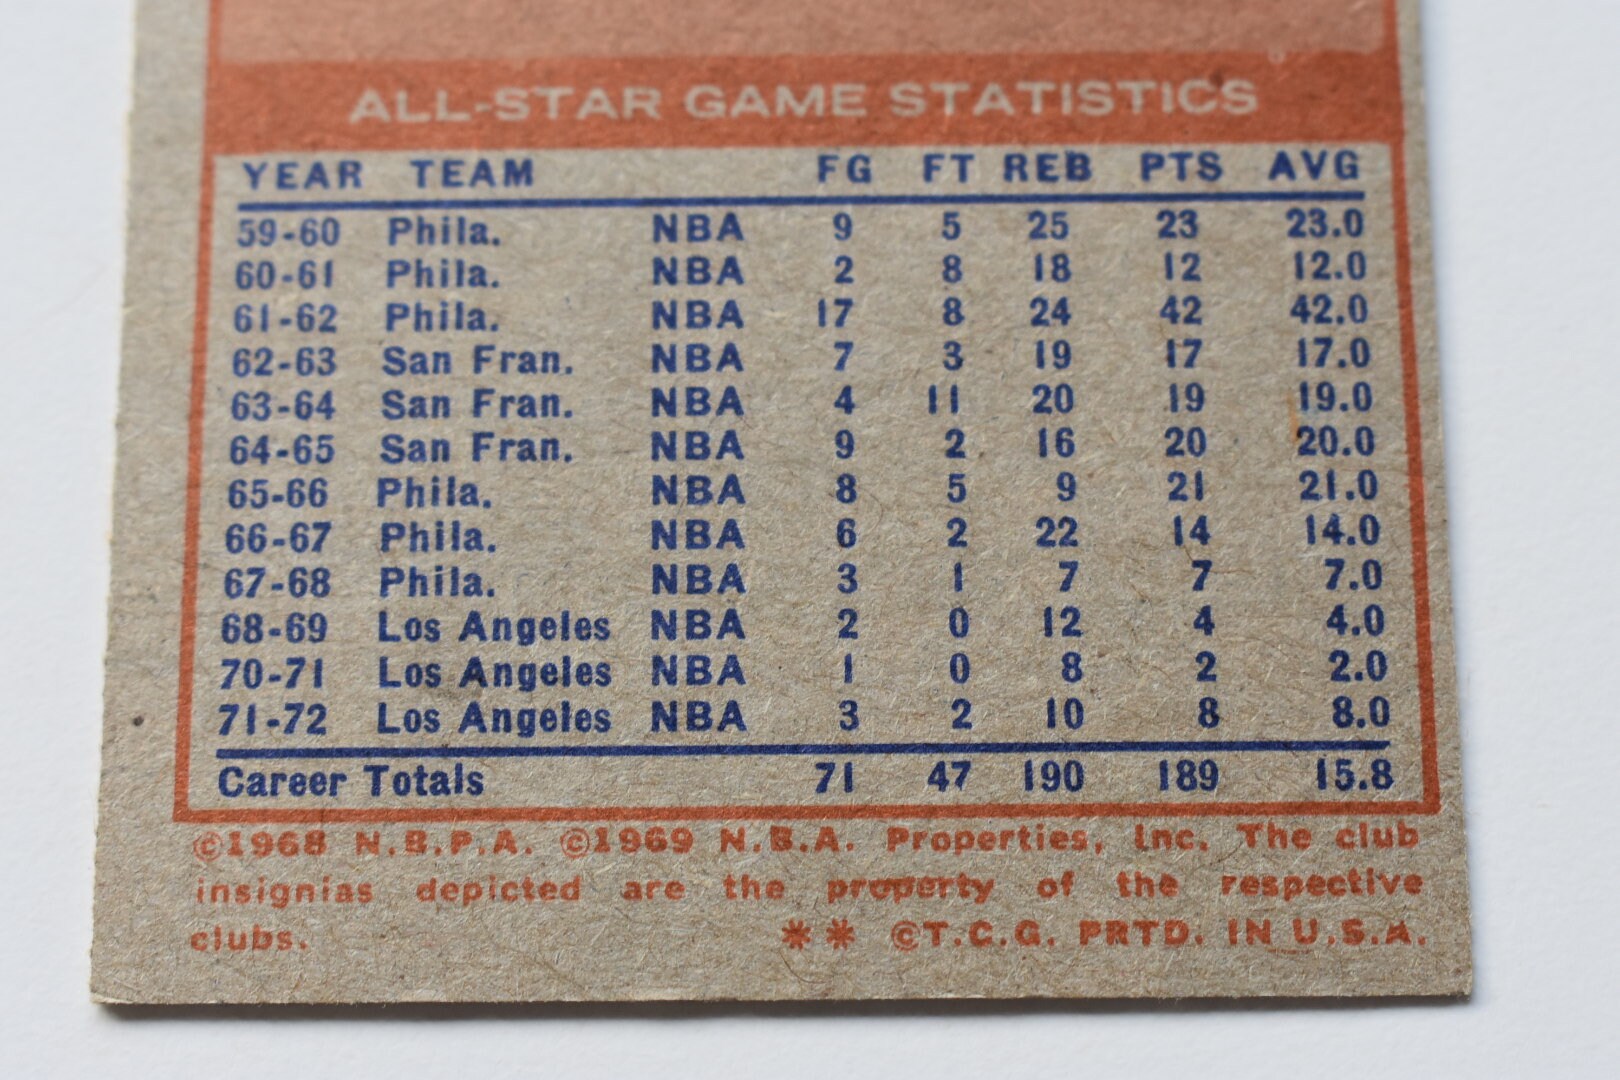 ALL-STAR GAME STATISTICS
YEAR TEAM FG FT REB PTS AVG
59-60 Phila. NBA 9 5 25 23 23.0
60-61 Phila. NBA 2 8 18 12 12.0
61-62 Phila. NBA 17 8 24 42 42.0
62-63 San Fran. NBA 7 3 19 17 17.0
63-64 San Fran. NBA 4 11 20 19 19.0
64-65 San Fran. NBA 9 2 16 20 20.0
65-66 Phila. NBA 8 5 9 21 21.0
66-67 Phila. NBA 6 2 22 14 14.0
67-68 Phila. NBA 3 1 7 7 7.0
68-69 Los Angeles NBA 2 0 12 4 4.0
70-71 Los Angeles NBA 1 0 8 2 2.0
71-72 Los Angeles NBA 3 2 10 8 8.0
Career Totals 71 47 190 189 15.8
©1968 N.B.P.A. ©1969 N.B.A. Properties, Inc. The club
insignias depicted are the property of the respective
clubs. ** ©T.C.G. PRTD. IN U.S.A.